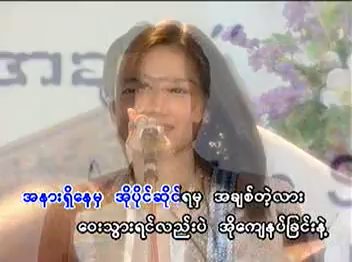 အနားရှိနေမှ အိုပိုင်ဆိုင်ရမှ အချစ်တဲ့လား
ဝေးသွားရင်လည်းပဲ အိုကျေနပ်ခြင်းနဲ့